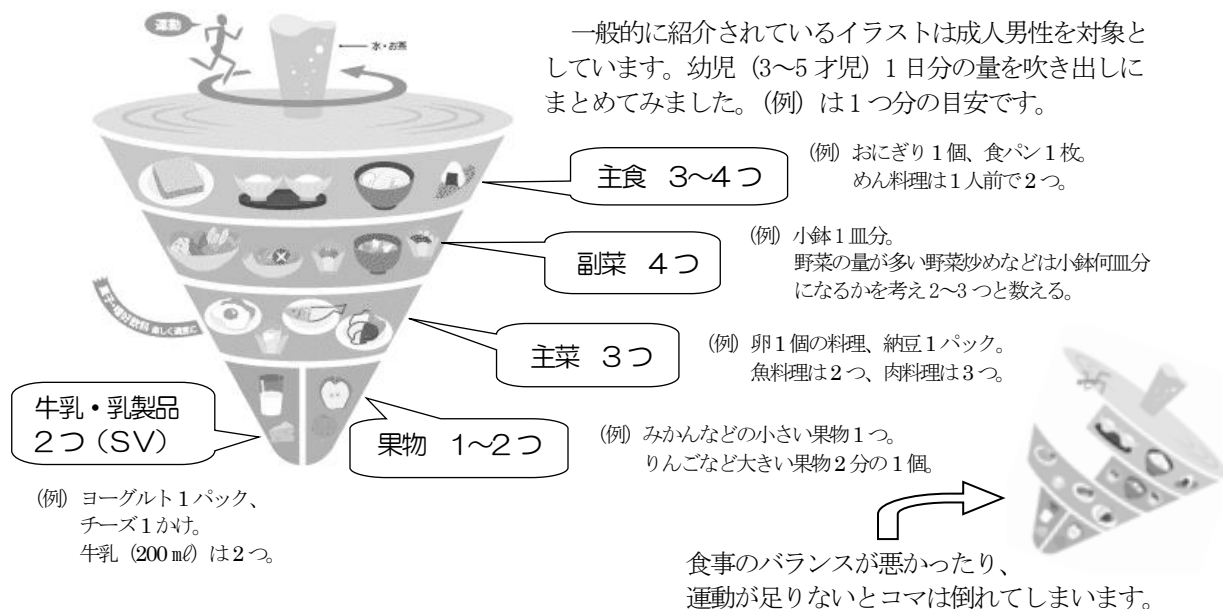 運動
水・お茶
一般的に紹介されているイラストは成人男性を対象と
しています。幼児（3～5才児）1日分の量を吹き出しに
まとめてみました。（例）は1つ分の目安です。
主食　3～4つ
（例）おにぎり1個、食パン1枚。
めん料理は1人前で2つ。
副菜　4つ
（例）小鉢1皿分。
野菜の量が多い野菜炒めなどは小鉢何皿分
になるかを考え2～3つと数える。
菓子・嗜好飲料 楽しく適度に
主菜　3つ
（例）卵1個の料理、納豆1パック。
魚料理は2つ、肉料理は3つ。
牛乳・乳製品
2つ（SV）
果物　1～2つ
（例）みかんなどの小さい果物1つ。
りんごなど大きい果物2分の1個。
（例）ヨーグルト1パック、
チーズ1かけ。
牛乳（200㎖）は2つ。
食事のバランスが悪かったり、
運動が足りないとコマは倒れてしまいます。